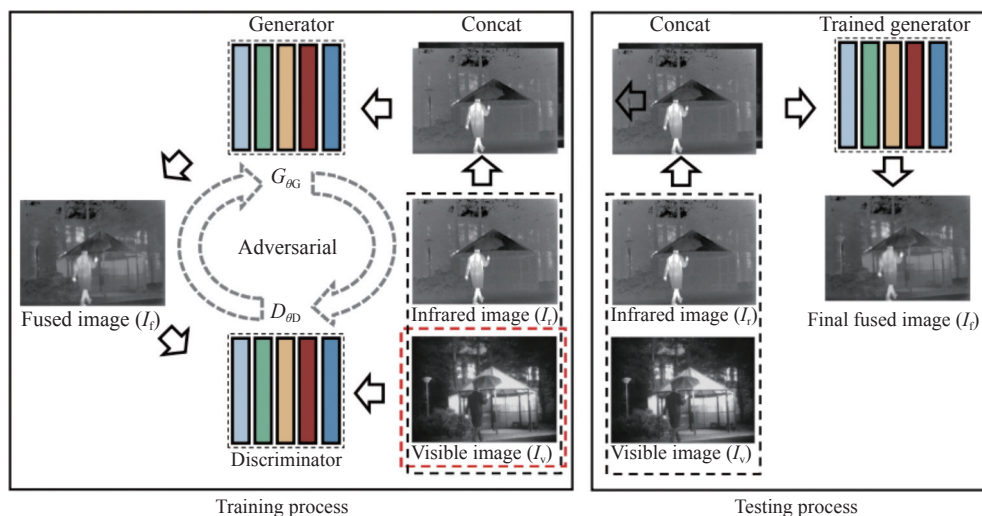 Generator
Concat
G_θG
Adversarial
D_θD
Fused image (I_f)
Infrared image (I_r)
Discriminator
Visible image (I_v)
Training process
Concat
Trained generator
Infrared image (I_r)
Final fused image (I_f)
Visible image (I_v)
Testing process